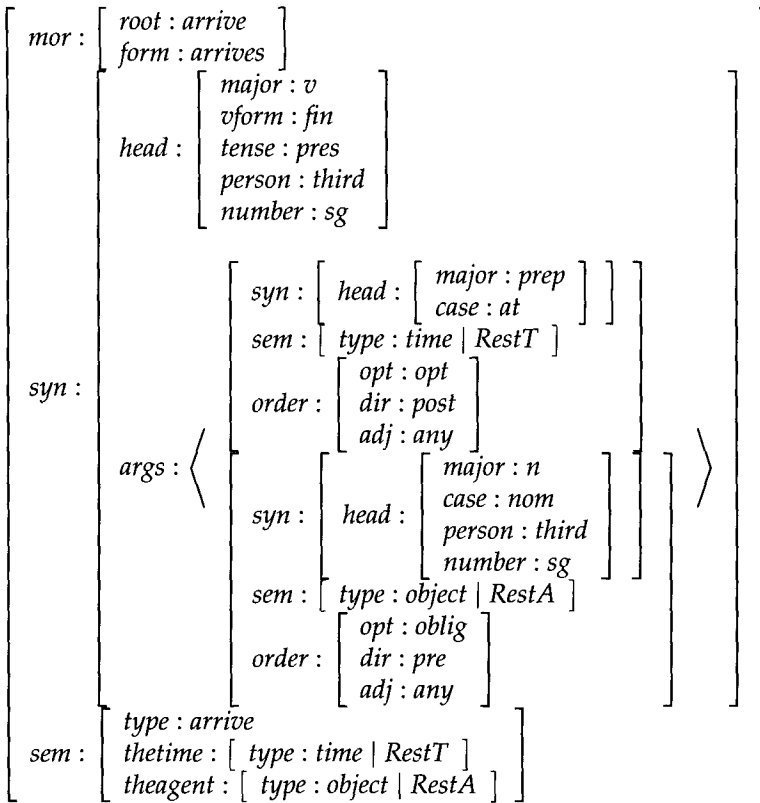 mor : [ root : arrive
form : arrives ]
syn : [ head : [ major : v
vform : fin
tense : pres
person : third
number : sg ]
args : ⟨ [ syn : [ head : [ major : prep
case : at ] ]
sem : [ type : time | RestT ]
order : [ opt : opt
dir : post
adj : any ] ]
[ syn : [ head : [ major : n
case : nom
person : third
number : sg ] ]
sem : [ type : object | RestA ]
order : [ opt : oblig
dir : pre
adj : any ] ] ⟩ ]
sem : [ type : arrive
thetime : [ type : time | RestT ]
theagent : [ type : object | RestA ] ]